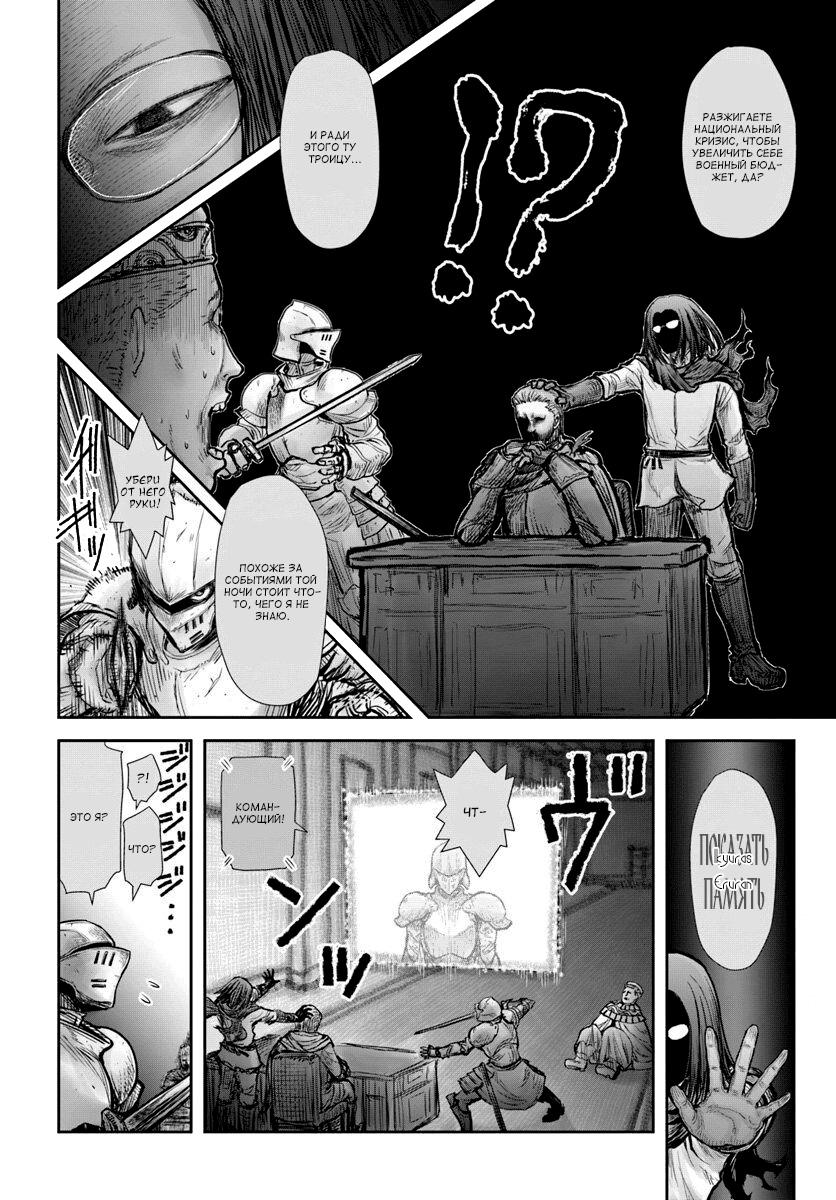 РАЗЖИГАЕТЕ
НАЦИОНАЛЬНЫЙ
КРИЗИС, ЧТОБЫ
УВЕЛИЧИТЬ СЕБЕ
ВОЕННЫЙ БЮД-
ЖЕТ, ДА?
!?
И РАДИ
ЭТОГО ТУ
ТРОИЦУ...
УБЕРИ
ОТ НЕГО
РУКИ!
ПОХОЖЕ ЗА
СОБЫТИЯМИ ТОЙ
НОЧИ СТОИТ ЧТО-
ТО, ЧЕГО Я НЕ
ЗНАЮ.
ПОКАЗАТЬ
kyuras
Eruran
ПАМЯТЬ
ЧТ-
КОМАН-
ДУЮЩИЙ!
?!
ЧТО?
ЭТО Я?